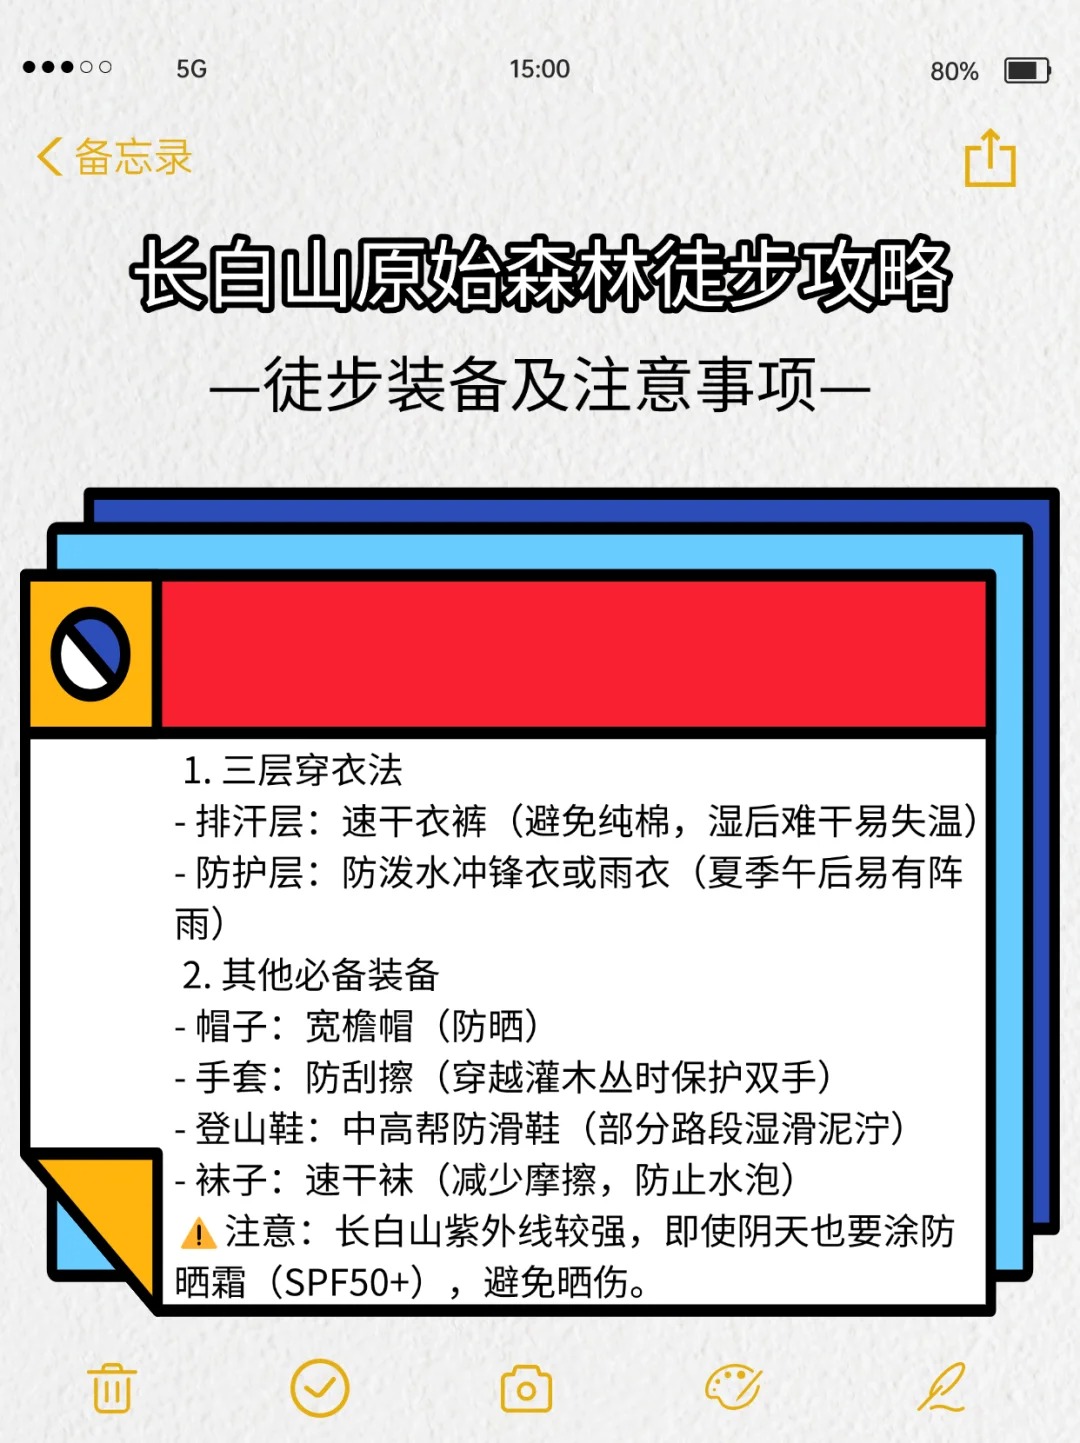 5G
15:00
80%
备忘录
长白山原始森林徒步攻略
—徒步装备及注意事项—
1. 三层穿衣法
- 排汗层：速干衣裤（避免纯棉，湿后难干易失温）
- 防护层：防泼水冲锋衣或雨衣（夏季午后易有阵
雨）
2. 其他必备装备
- 帽子：宽檐帽（防晒）
- 手套：防刮擦（穿越灌木丛时保护双手）
- 登山鞋：中高帮防滑鞋（部分路段湿滑泥泞）
- 袜子：速干袜（减少摩擦，防止水泡）
⚠️注意：长白山紫外线较强，即使阴天也要涂防
晒霜（SPF50+），避免晒伤。